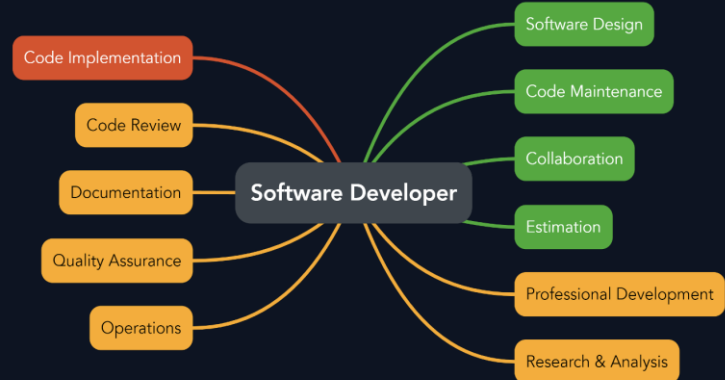 Code Implementation
Code Review
Documentation
Quality Assurance
Operations
Software Developer
Software Design
Code Maintenance
Collaboration
Estimation
Professional Development
Research & Analysis